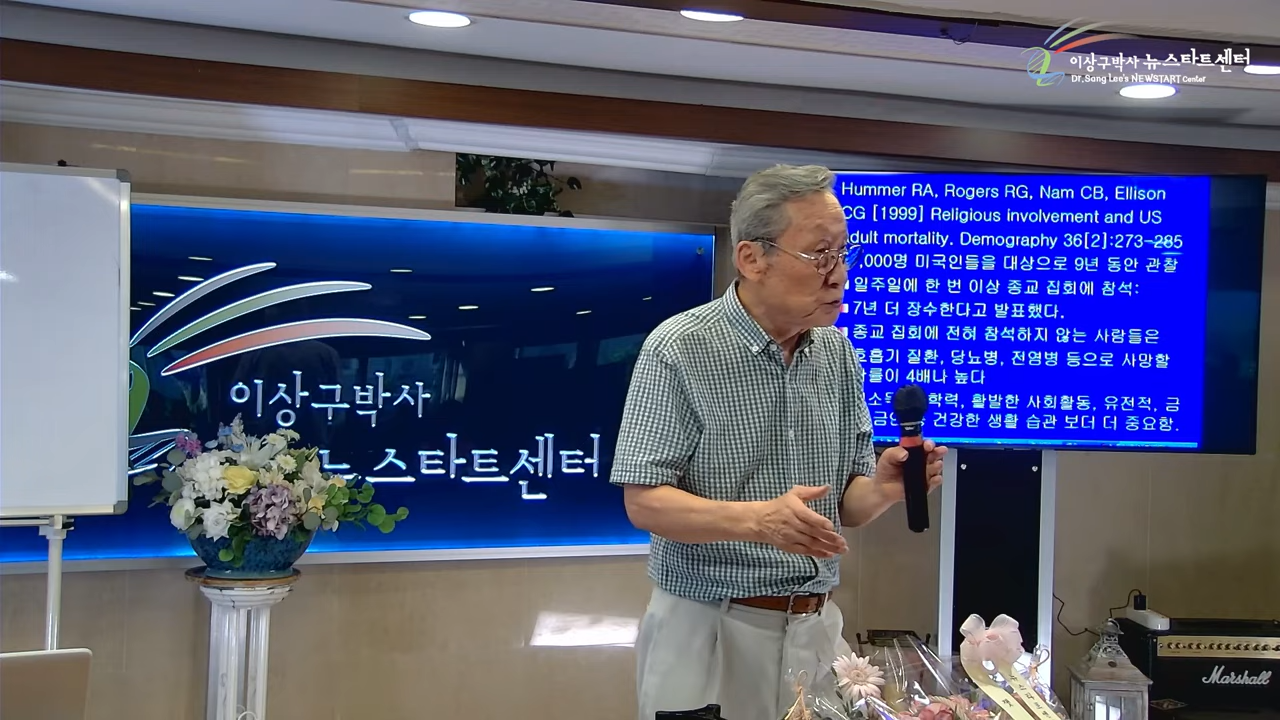 이상구박사 뉴스타트센터
Dr. Sang Lee's NEWSTART Center
Hummer RA, Rogers RG, Nam CB, Ellison
CG [1999] Religious involvement and US
adult mortality. Demography 36[2]:273-285
,000명 미국인들을 대상으로 9년 동안 관찰
일주일에 한 번 이상 종교 집회에 참석:
7년 더 장수한다고 발표했다.
종교 집회에 전혀 참석하지 않는 사람들은
호흡기 질환, 당뇨병, 전염병 등으로 사망할
확률이 4배나 높다
학력, 활발한 사회활동, 유전적, 금
건강한 생활 습관 보더 더 중요함.
이상구박사
뉴스타트센터
Marshall